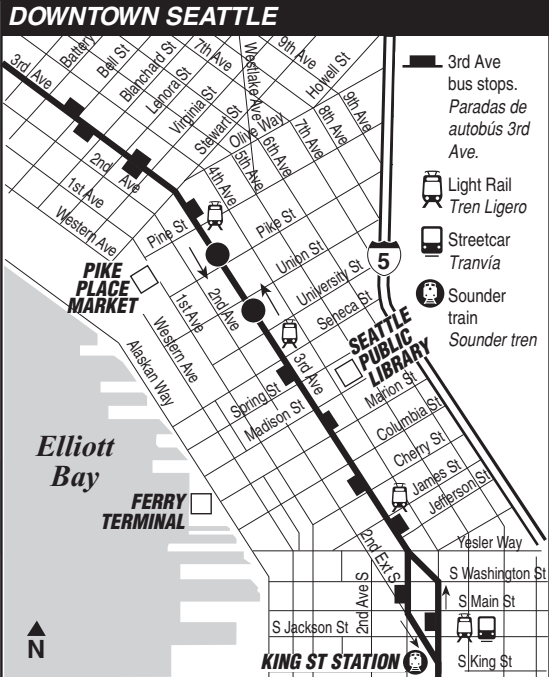 DOWNTOWN SEATTLE
3rd Ave
Battery
Bell St
Blanchard St
7th Ave
Lenora St
Virginia St
Stewart St
Westlake Ave
9th Ave
Howell St
Olive Way
9th Ave
8th Ave
7th Ave
6th Ave
5th Ave
4th Ave
2nd Ave
1st Ave
Western Ave
Pine St
Pike St
Union St
University St
Seneca St
PIKE
PLACE
MARKET
1st Ave
2nd Ave
Western Ave
Alaskan Way
3rd Ave
Spring St
Madison St
SEATTLE
PUBLIC
LIBRARY
Marion St
Columbia St
Cherry St
James St
Jefferson St
Elliott
Bay
FERRY
TERMINAL
Yesler Way
2nd Ext S
2nd Ave S
S Washington St
S Main St
S Jackson St
KING ST STATION
S King St
N
5
3rd Ave
bus stops.
Paradas de
autobús 3rd
Ave.
Light Rail
Tren Ligero
Streetcar
Tranvía
Sounder
train
Sounder tren